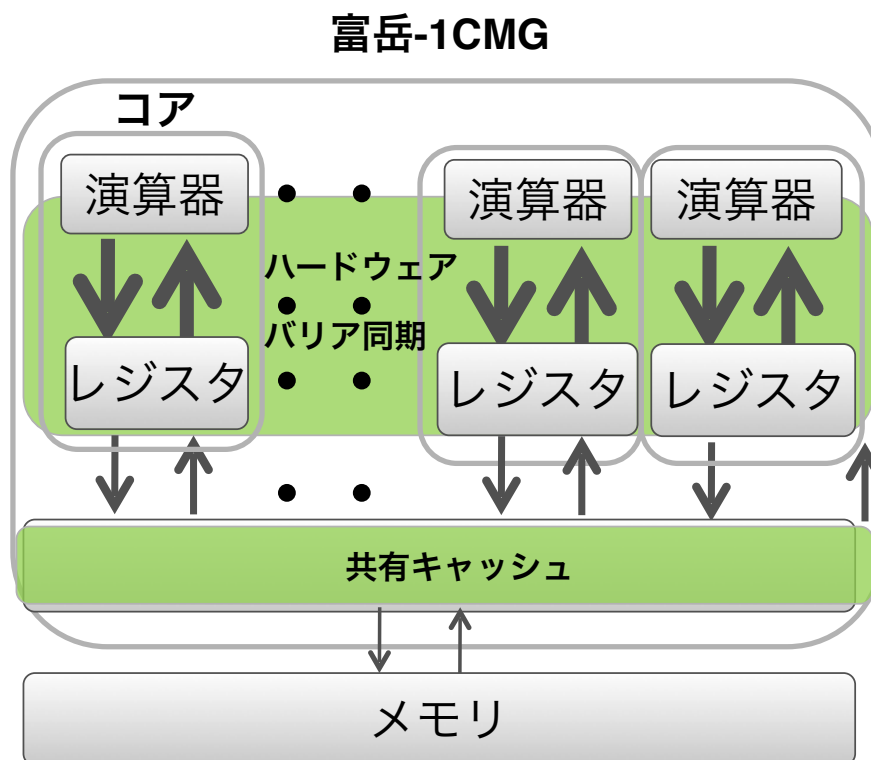 富岳-1CMG
コア
演算器
演算器
演算器
ハードウェア
バリア同期
レジスタ
レジスタ
レジスタ
共有キャッシュ
メモリ